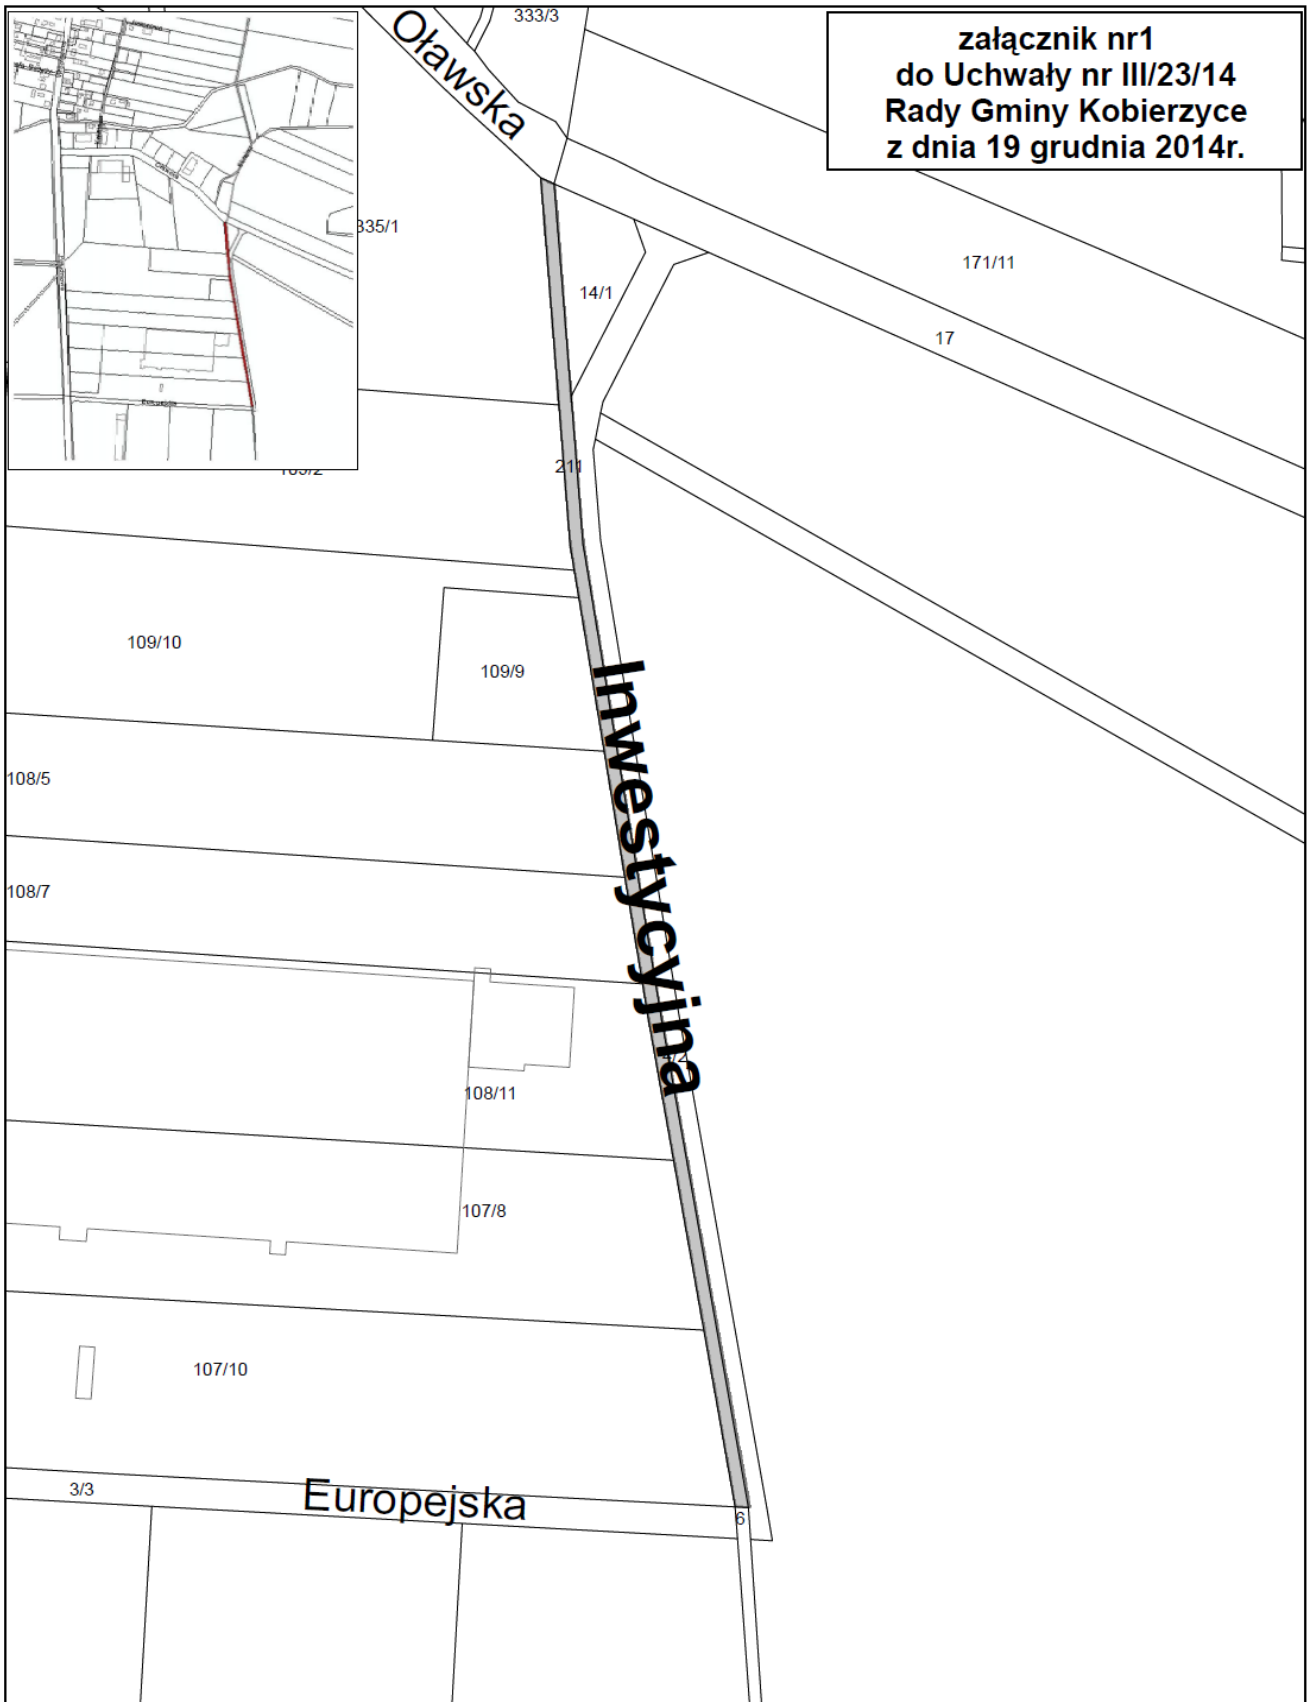 załącznik nr1
do Uchwały nr III/23/14
Rady Gminy Kobierzyce
z dnia 19 grudnia 2014r.
333/3
Oławska
335/1
171/11
14/1
17
211
109/10
109/9
Inwestycyjna
108/5
108/7
108/11
107/8
107/10
3/3
Europejska
6